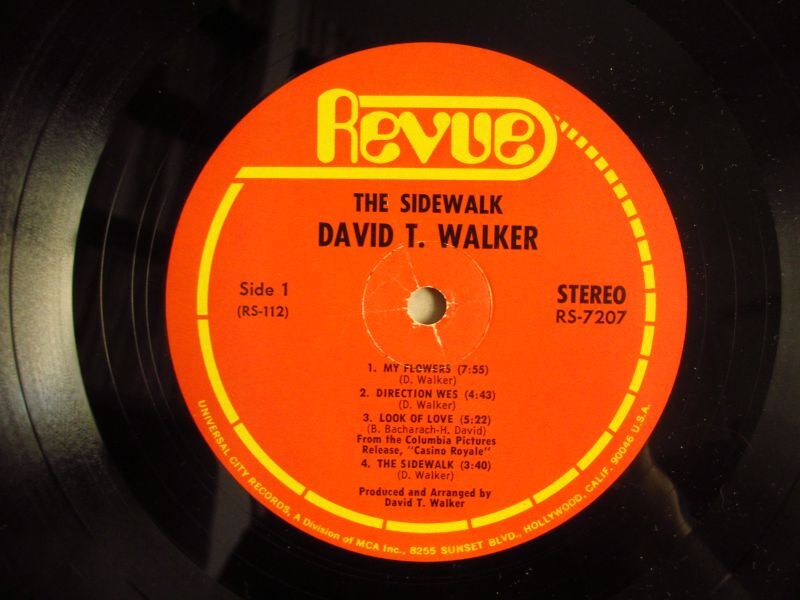 Revue
THE SIDEWALK
DAVID T. WALKER
Side 1
(RS-112)
STEREO
RS-7207
1. MY FLOWERS (7:55)
(D. Walker)
2. DIRECTION WES (4:43)
(D. Walker)
3. LOOK OF LOVE (5:22)
(B. Bacharach-H. David)
From the Columbia Pictures
Release, "Casino Royale"
4. THE SIDEWALK (3:40)
(D. Walker)
Produced and Arranged by
David T. Walker
UNIVERSAL CITY RECORDS, A Division of MCA Inc., 8255 SUNSET BLVD., HOLLYWOOD, CALIF. 90046 U.S.A.